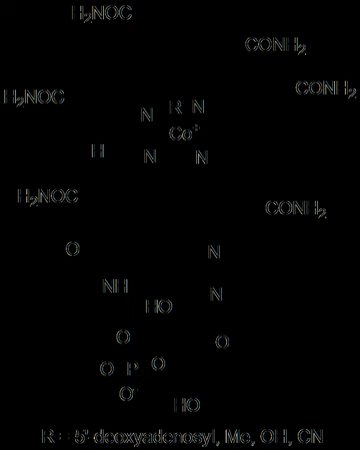 H₂NOC
CONH₂
CONH₂
H₂NOC
N R N
Co⁺
H N N
H₂NOC
CONH₂
O N
NH N
HO
O O
O P O
O⁻
HO
R = 5'-deoxyadenosyl, Me, OH, CN